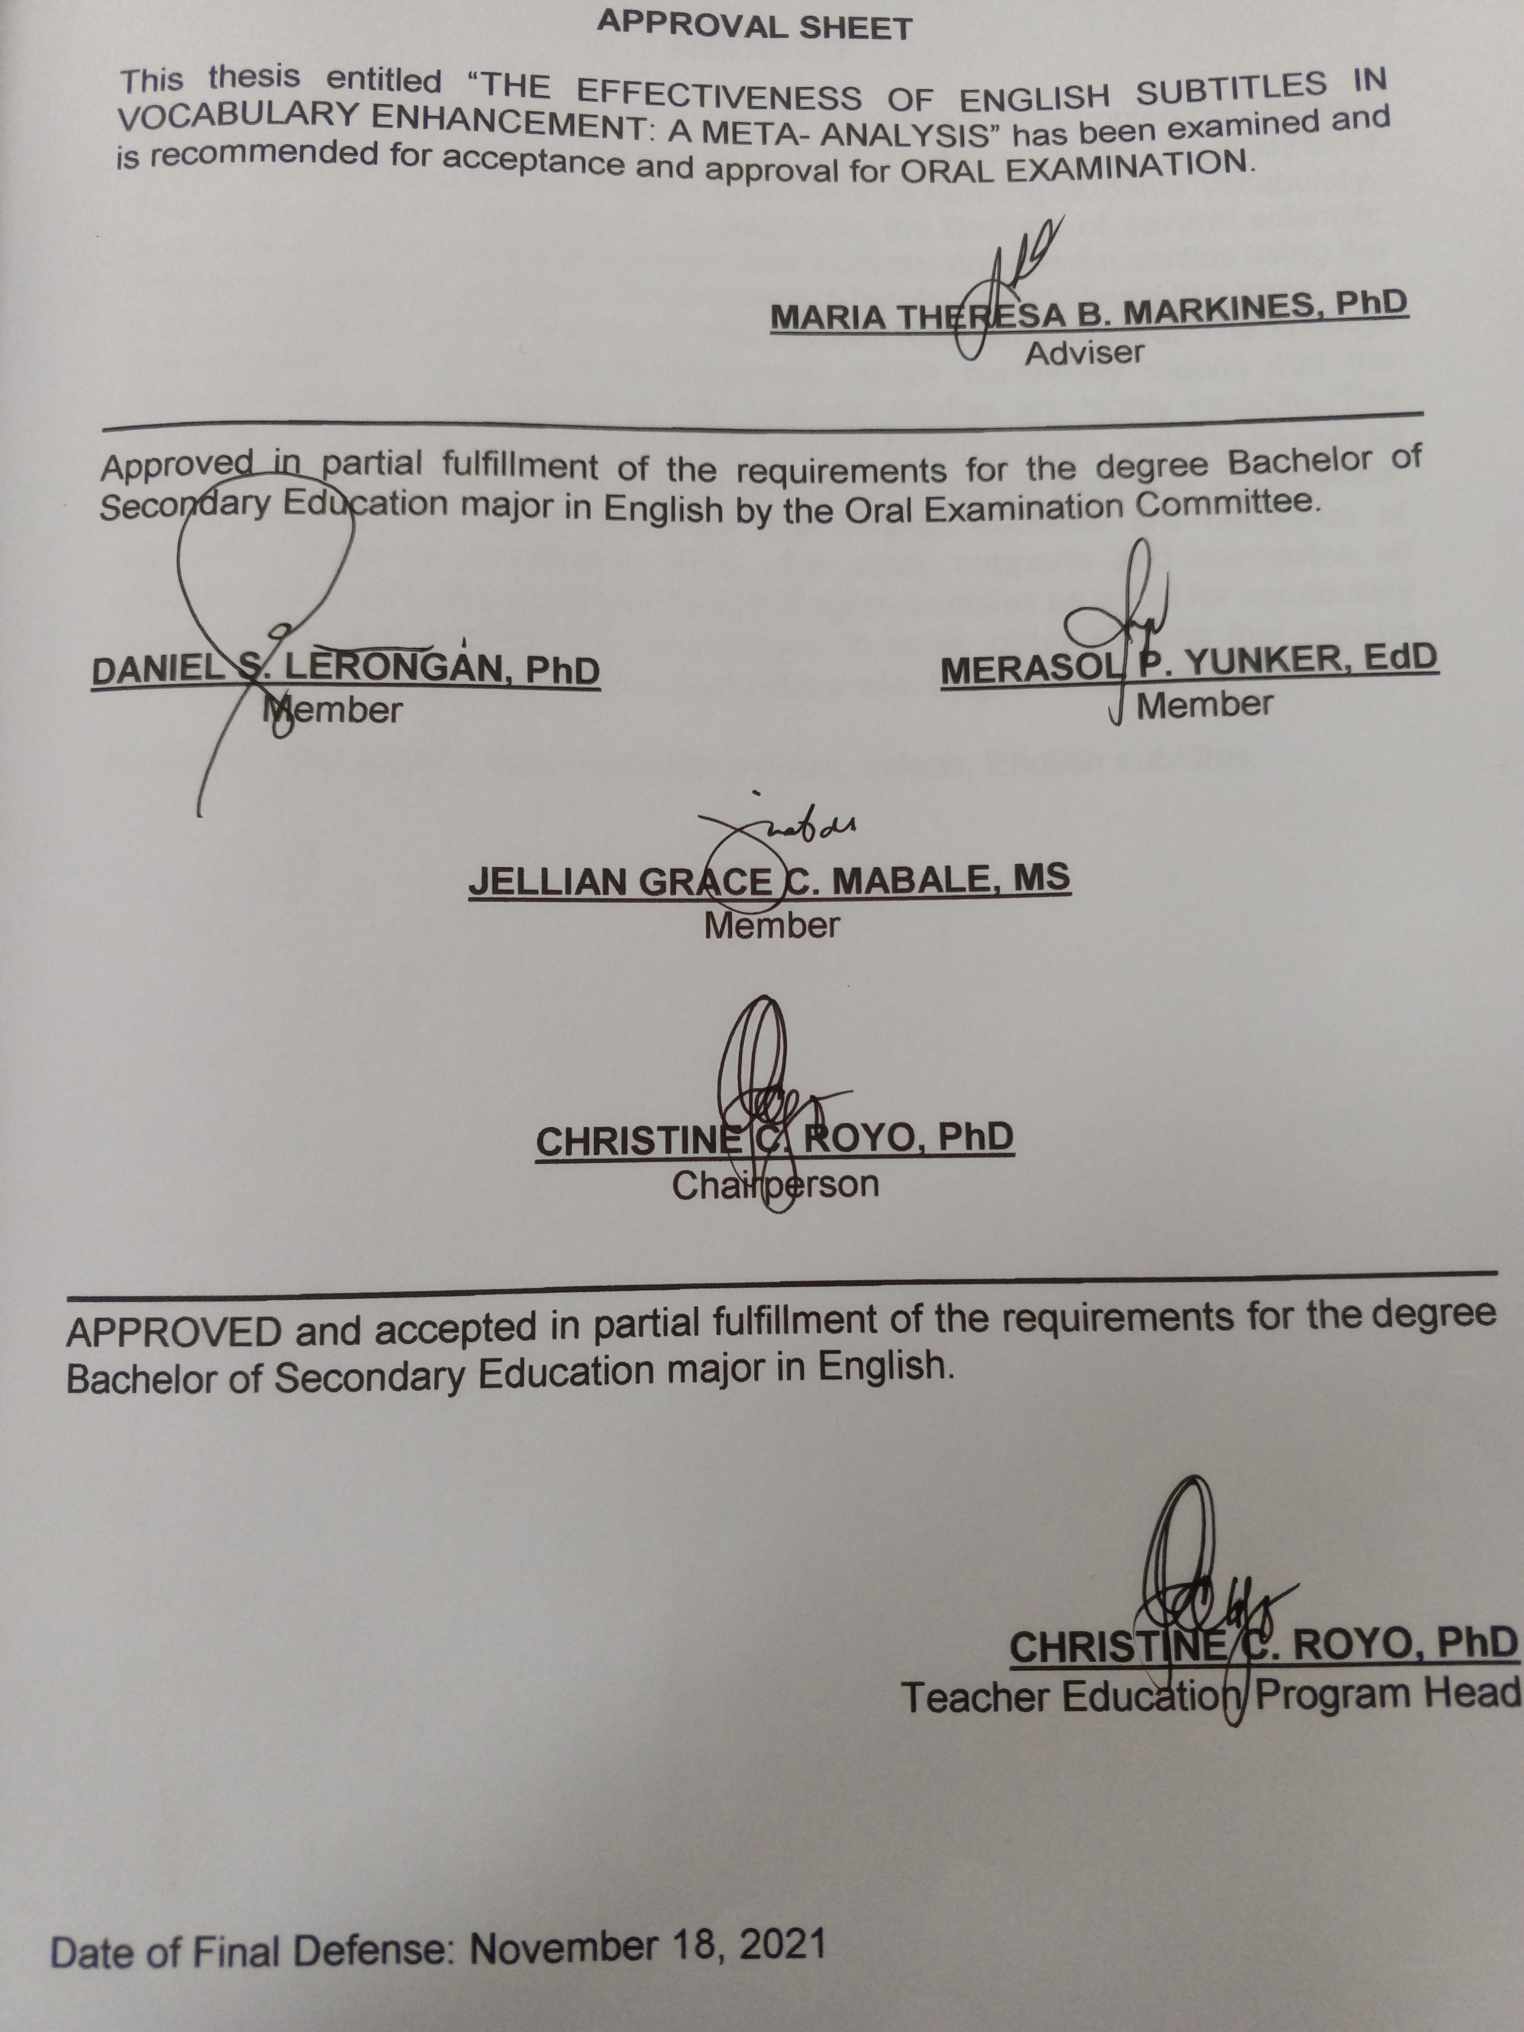 APPROVAL SHEET
This thesis entitled “THE EFFECTIVENESS OF ENGLISH SUBTITLES IN
VOCABULARY ENHANCEMENT: A META- ANALYSIS” has been examined and
is recommended for acceptance and approval for ORAL EXAMINATION.
MARIA THERESA B. MARKINES, PhD
Adviser
Approved in partial fulfillment of the requirements for the degree Bachelor of
Secondary Education major in English by the Oral Examination Committee.
DANIEL S. LERONGAN, PhD
Member
MERASOL P. YUNKER, EdD
Member
JELLIAN GRACE C. MABALE, MS
Member
CHRISTINE C. ROYO, PhD
Chairperson
APPROVED and accepted in partial fulfillment of the requirements for the degree
Bachelor of Secondary Education major in English.
CHRISTINE C. ROYO, PhD
Teacher Education Program Head
Date of Final Defense: November 18, 2021